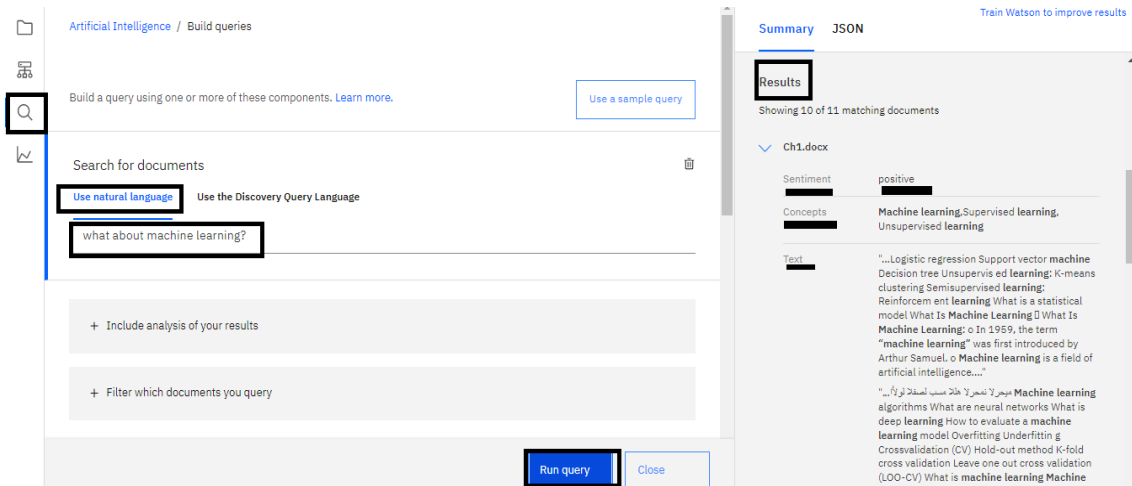 Train Watson to improve results
Artificial Intelligence / Build queries
Summary JSON
Build a query using one or more of these components. Learn more.
Use a sample query
Results
Showing 10 of 11 matching documents
Search for documents
Use natural language Use the Discovery Query Language
what about machine learning?
+ Include analysis of your results
+ Filter which documents you query
Run query Close
Ch1.docx
Sentiment positive
Concepts Machine learning,Supervised learning,
Unsupervised learning
Text "...Logistic regression Support vector machine
Decision tree Unsupervis ed learning: K-means
clustering Semisupervised learning:
Reinforcem ent learning What is a statistical
model What Is Machine Learning ▯ What Is
Machine Learning: o In 1959, the term
"machine learning" was first introduced by
Arthur Samuel. o Machine learning is a field of
artificial intelligence...."
"...ميحرلا نمحرلا هللا مسب لصفلا لولأا Machine learning
algorithms What are neural networks What is
deep learning How to evaluate a machine
learning model Overfitting Underfittin g
Crossvalidation (CV) Hold-out method K-fold
cross validation Leave one out cross validation
(LOO-CV) What is machine learning Machine